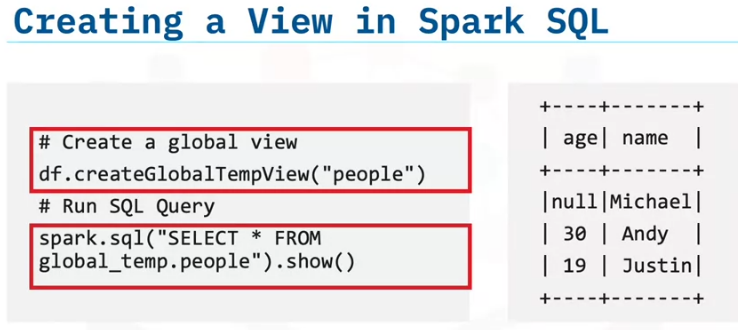 Creating a View in Spark SQL
# Create a global view
df.createGlobalTempView("people")
# Run SQL Query
spark.sql("SELECT * FROM
global_temp.people").show()
+----+-------+
| age| name  |
+----+-------+
|null|Michael|
| 30 | Andy  |
| 19 | Justin|
+----+-------+